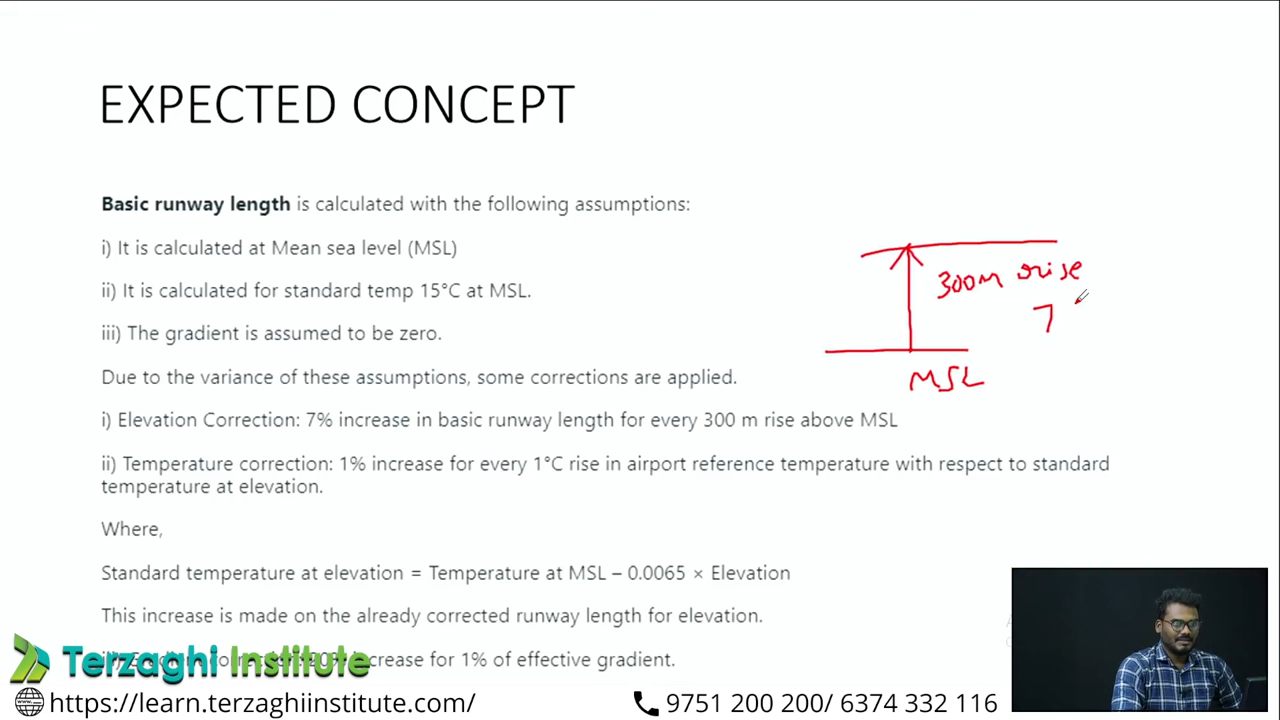 EXPECTED CONCEPT
Basic runway length is calculated with the following assumptions:
i) It is calculated at Mean sea level (MSL)
ii) It is calculated for standard temp 15°C at MSL.
iii) The gradient is assumed to be zero.
300m rise
7
MSL
Due to the variance of these assumptions, some corrections are applied.
i) Elevation Correction: 7% increase in basic runway length for every 300 m rise above MSL
ii) Temperature correction: 1% increase for every 1°C rise in airport reference temperature with respect to standard
temperature at elevation.
Where,
Standard temperature at elevation = Temperature at MSL – 0.0065 × Elevation
This increase is made on the already corrected runway length for elevation.
increase for 1% of effective gradient.
Terzaghi Institute
https://learn.terzaghiinstitute.com/
9751 200 200/ 6374 332 116